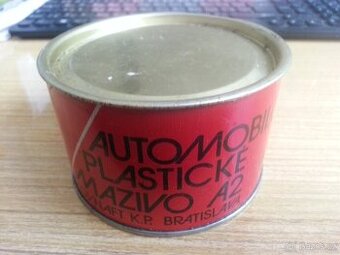 AUTOMOBIL
PLASTICKÉ
MAZIVO A2
K.P. BRATISLAVA